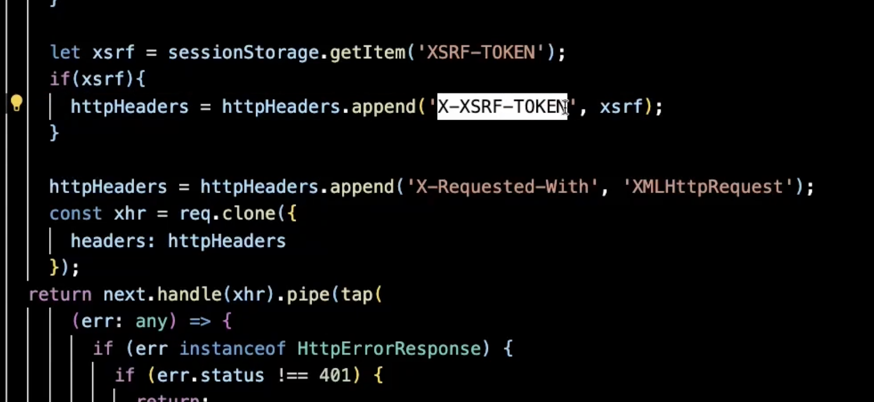 }
let xsrf = sessionStorage.getItem('XSRF-TOKEN');
if(xsrf){
httpHeaders = httpHeaders.append('X-XSRF-TOKEN', xsrf);
}
httpHeaders = httpHeaders.append('X-Requested-With', 'XMLHttpRequest');
const xhr = req.clone({
headers: httpHeaders
});
return next.handle(xhr).pipe(tap(
(err: any) => {
if (err instanceof HttpErrorResponse) {
if (err.status !== 401) {
return;